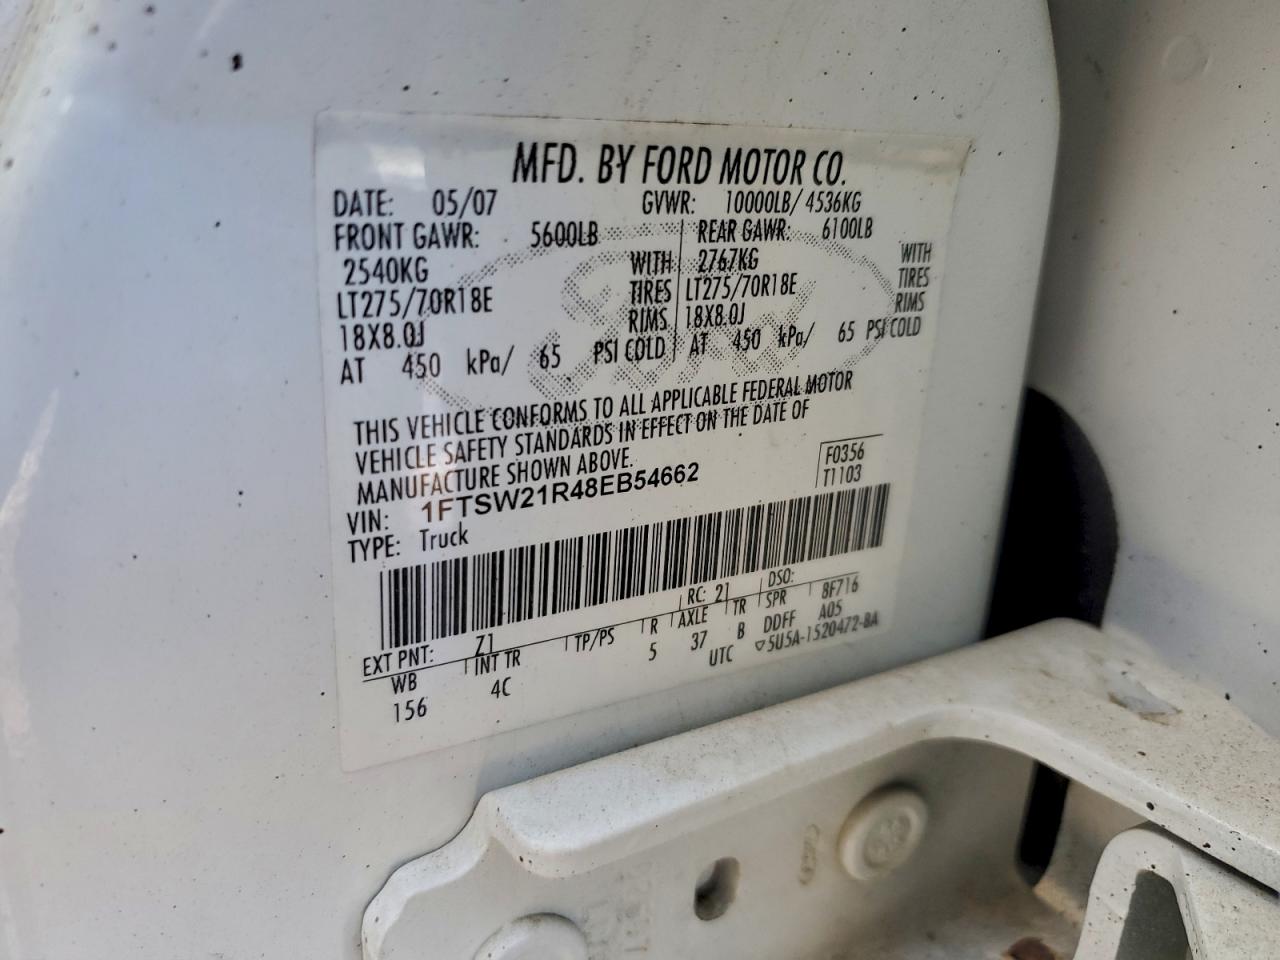 MFD. BY FORD MOTOR CO.
DATE: 05/07 GVWR: 10000LB/ 4536KG
FRONT GAWR: 5600LB REAR GAWR: 6100LB
2540KG WITH 2767KG WITH
LT275/70R18E TIRES LT275/70R18E TIRES
18X8.0J RIMS 18X8.0J RIMS
AT 450 kPa/ 65 PSI COLD AT 450 kPa/ 65 PSI COLD
THIS VEHICLE CONFORMS TO ALL APPLICABLE FEDERAL MOTOR
VEHICLE SAFETY STANDARDS IN EFFECT ON THE DATE OF
MANUFACTURE SHOWN ABOVE.
F0356
VIN: 1FTSW21R48EB54662
T1103
TYPE: Truck
EXT PNT: Z1 RC: 21 DSO:
WB INT TR TP/PS R AXLE TR SPR 8F716
156 4C 5 37 B DDFF A05
UTC ▽5U5A-1520472-BA